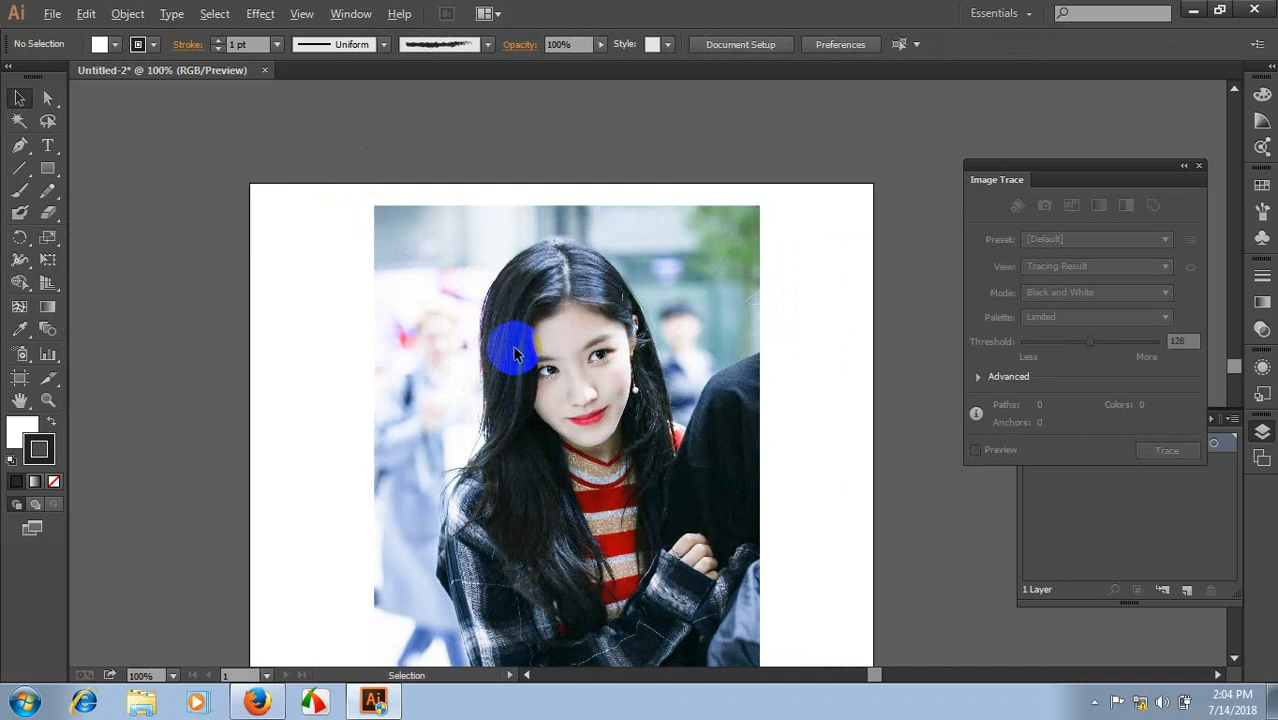 Ai File Edit Object Type Select Effect View Window Help Br Essentials
No Selection Stroke: 1 pt Uniform Opacity: 100% Style: Document Setup Preferences
Untitled-2* @ 100% (RGB/Preview)
Image Trace
Preset: [Default]
View: Tracing Result
Mode: Black and White
Palette: Limited
Threshold: 128
Less More
Advanced
Paths: 0 Colors: 0
Anchors: 0
Preview Trace
1 Layer
100% 1 Selection
Ai 2:04 PM
7/14/2018